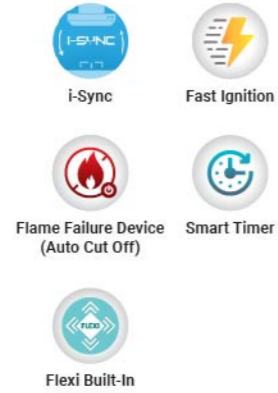 I-SYNC
i-Sync
Fast Ignition
Flame Failure Device
(Auto Cut Off)
Smart Timer
FLEXI
Flexi Built-In